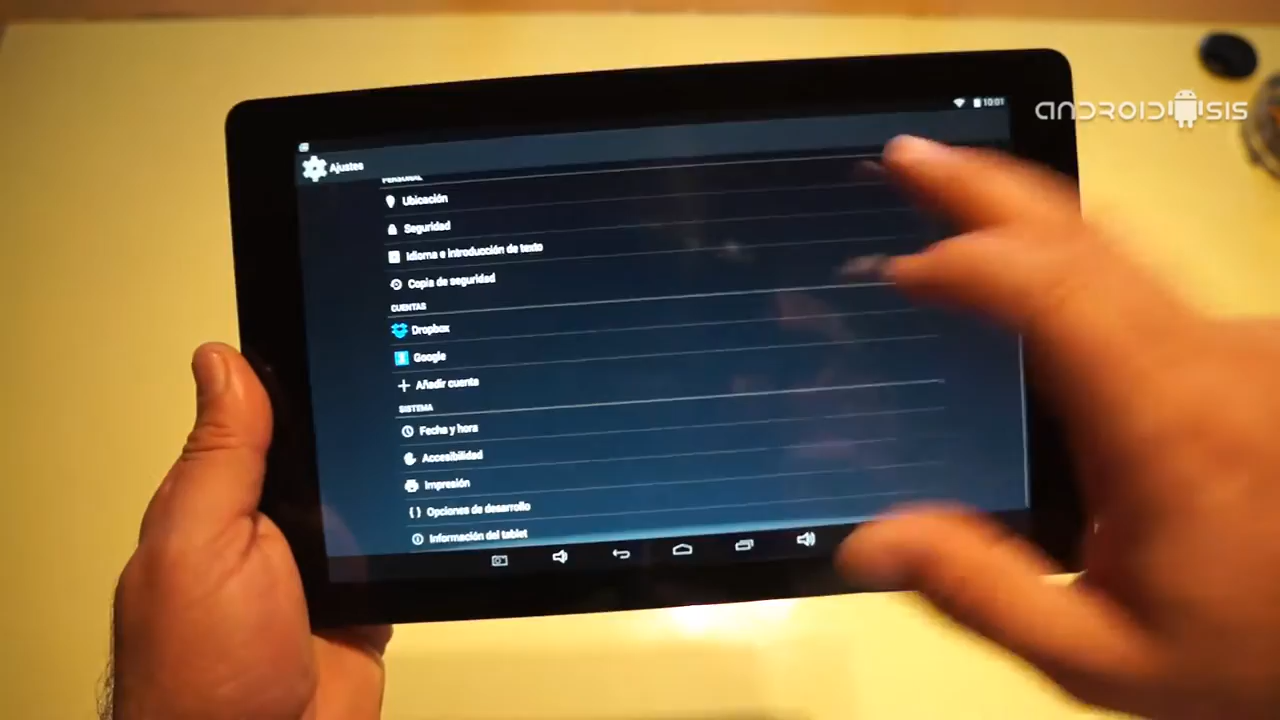 ANDROIDSIS
10:01
Ajustes
PERSONAL
Ubicación
Seguridad
Idioma e introducción de texto
Copia de seguridad
CUENTAS
Dropbox
Google
Añadir cuenta
SISTEMA
Fecha y hora
Accesibilidad
Impresión
Opciones de desarrollo
Información del tablet